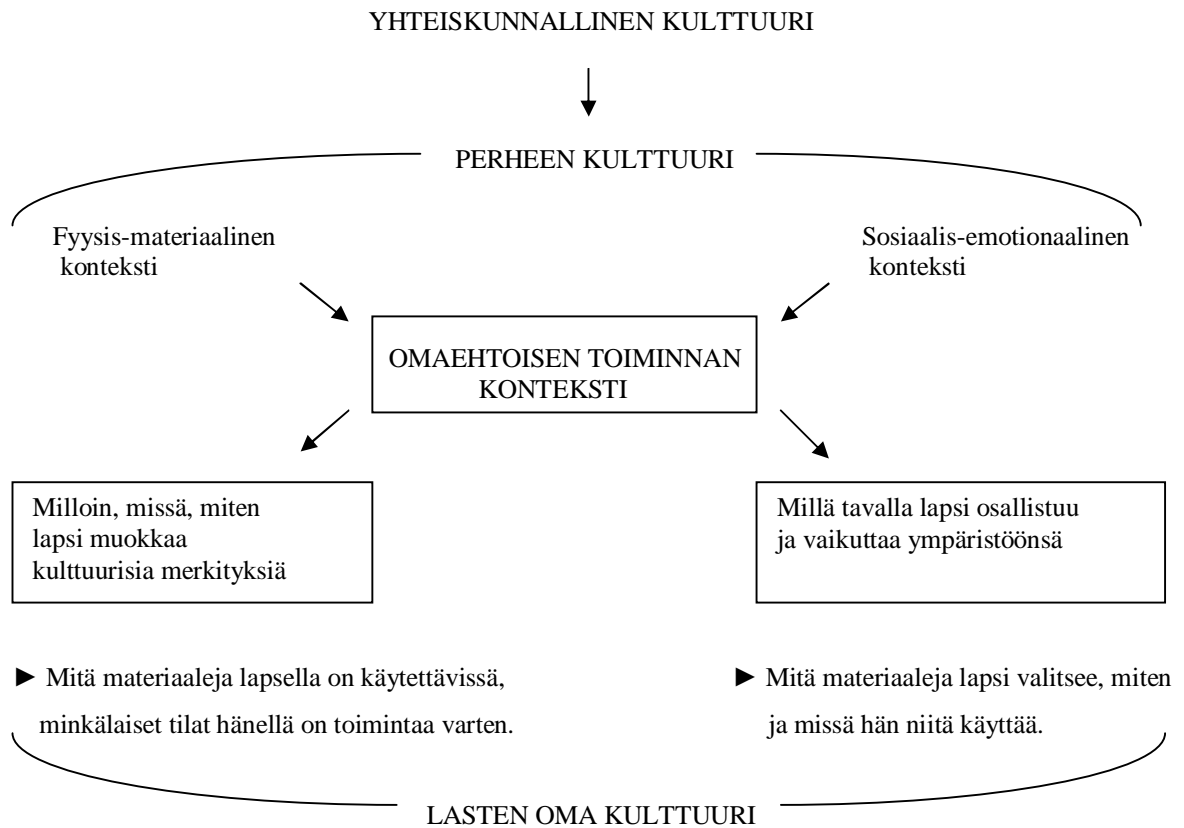 YHTEISKUNNALLINEN KULTTUURI
PERHEEN KULTTUURI
Fyysis-materiaalinen
konteksti
Sosiaalis-emotionaalinen
konteksti
OMAEHTOISEN TOIMINNAN
KONTEKSTI
Milloin, missä, miten
lapsi muokkaa
kulttuurisia merkityksiä
Millä tavalla lapsi osallistuu
ja vaikuttaa ympäristöönsä
► Mitä materiaaleja lapsella on käytettävissä,
minkälaiset tilat hänellä on toimintaa varten.
► Mitä materiaaleja lapsi valitsee, miten
ja missä hän niitä käyttää.
LASTEN OMA KULTTUURI